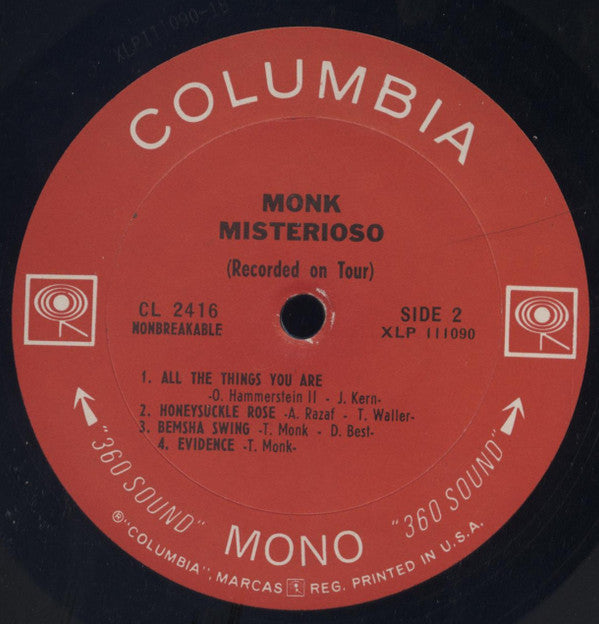 XLP111090-1B
COLUMBIA
MONK
MISTERIOSO
(Recorded on Tour)
CL 2416
NONBREAKABLE
SIDE 2
XLP 111090
1. ALL THE THINGS YOU ARE
-O. Hammerstein II - J. Kern-
2. HONEYSUCKLE ROSE -A. Razaf - T. Waller-
3. BEMSHA SWING -T. Monk - D. Best-
4. EVIDENCE -T. Monk-
"360 SOUND" MONO "360 SOUND"
® "COLUMBIA", MARCAS REG. PRINTED IN U.S.A.